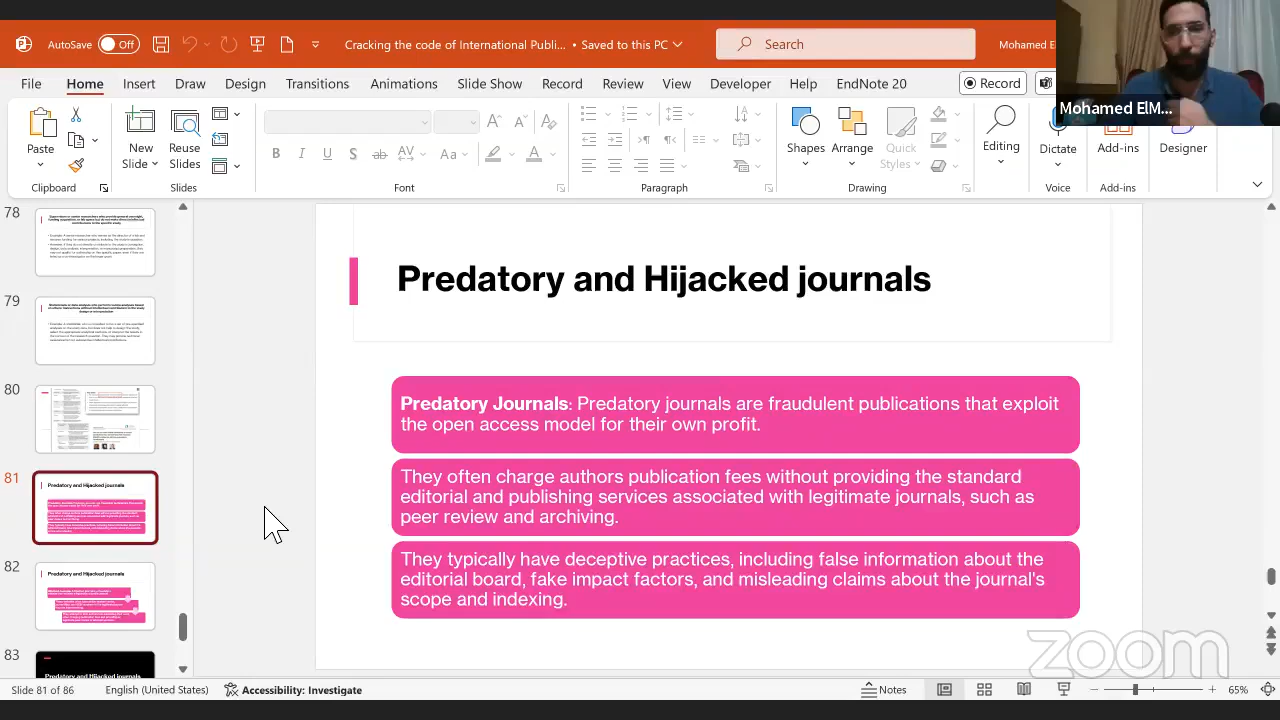 AutoSave Off
Cracking the code of International Publi... • Saved to this PC
Search
Mohamed El
Mohamed ElM...
File Home Insert Draw Design Transitions Animations Slide Show Record Review View Developer Help EndNote 20 Record
Paste
New Slide
Reuse Slides
Shapes
Arrange
Quick Styles
Editing
Dictate
Add-ins
Designer
Clipboard Slides Font Paragraph Drawing Voice Add-ins
78
79
80
81
Predatory and Hijacked journals
82
Predatory and Hijacked journals
83
Predatory and Hijacked journals
Predatory and Hijacked journals
Predatory Journals: Predatory journals are fraudulent publications that exploit
the open access model for their own profit.
They often charge authors publication fees without providing the standard
editorial and publishing services associated with legitimate journals, such as
peer review and archiving.
They typically have deceptive practices, including false information about the
editorial board, fake impact factors, and misleading claims about the journal's
scope and indexing.
zoom
Slide 81 of 86 English (United States) Accessibility: Investigate Notes 65%